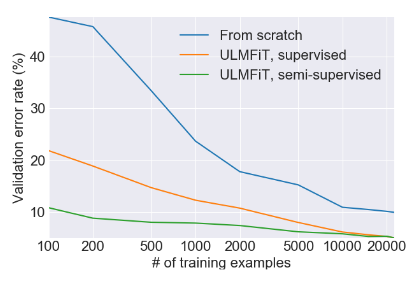 From scratch
ULMFiT, supervised
ULMFiT, semi-supervised
Validation error rate (%)
40
30
20
10
100 200 500 1000 2000 5000 10000 20000
# of training examples